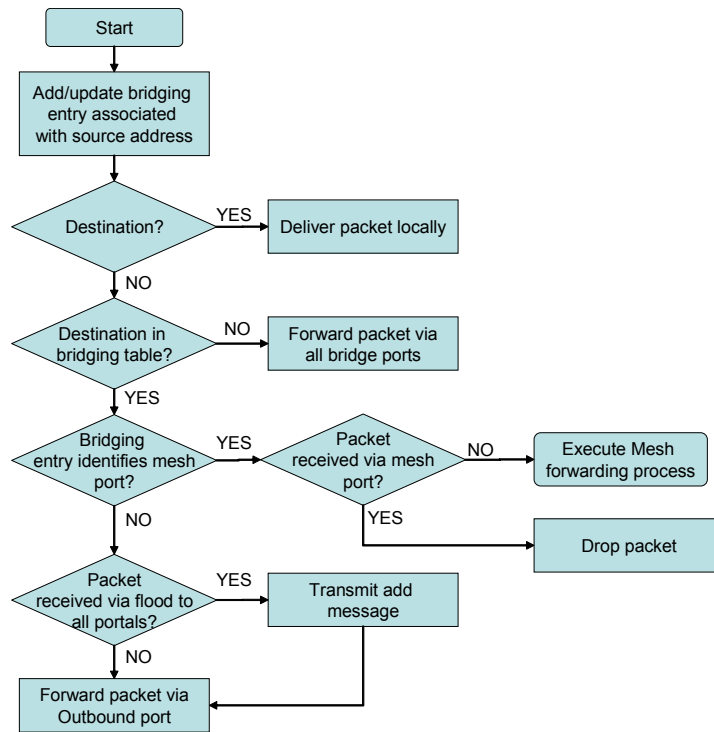 Start
Add/update bridging
entry associated
with source address
Destination?
YES
Deliver packet locally
NO
Destination in
bridging table?
NO
Forward packet via
all bridge ports
YES
Bridging
entry identifies mesh
port?
YES
Packet
received via mesh
port?
NO
Execute Mesh
forwarding process
YES
Drop packet
NO
Packet
received via flood to
all portals?
YES
Transmit add
message
NO
Forward packet via
Outbound port